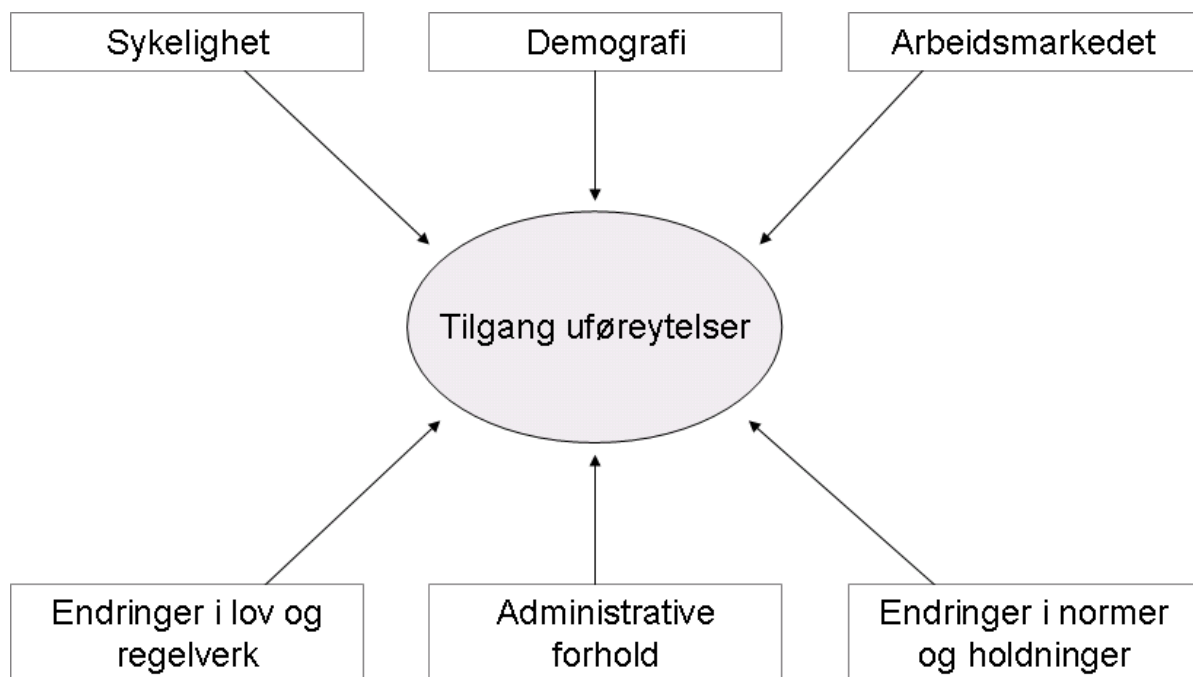 Sykelighet
Demografi
Arbeidsmarkedet
Tilgang uføreytelser
Endringer i lov og
regelverk
Administrative
forhold
Endringer i normer
og holdninger